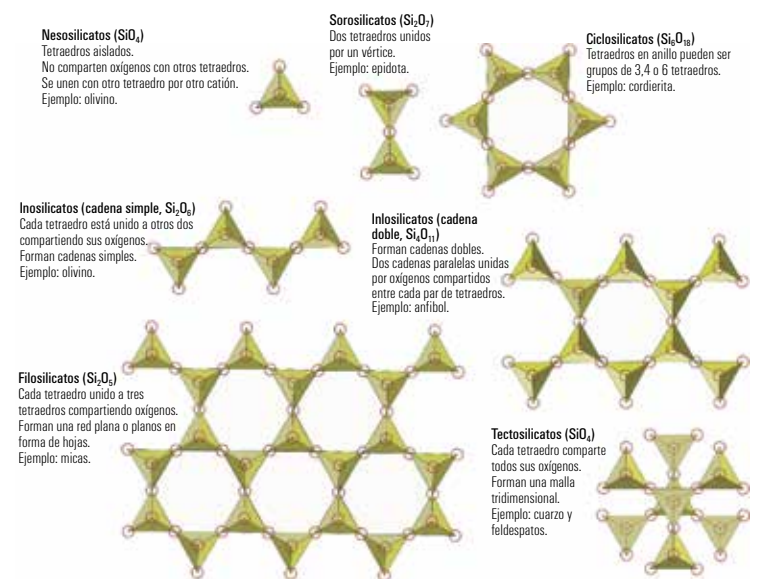 Nesosilicatos (SiO₄)
Tetraedros aislados.
No comparten oxígenos con otros tetraedros.
Se unen con otro tetraedro por otro catión.
Ejemplo: olivino.
Sorosilicatos (Si₂O₇)
Dos tetraedros unidos
por un vértice.
Ejemplo: epidota.
Ciclosilicatos (Si₆O₁₈)
Tetraedros en anillo pueden ser
grupos de 3,4 o 6 tetraedros.
Ejemplo: cordierita.
Inosilicatos (cadena simple, Si₂O₆)
Cada tetraedro está unido a otros dos
compartiendo sus oxígenos.
Forman cadenas simples.
Ejemplo: olivino.
Inlosilicatos (cadena
doble, Si₄O₁₁)
Forman cadenas dobles.
Dos cadenas paralelas unidas
por oxígenos compartidos
entre cada par de tetraedros.
Ejemplo: anfibol.
Filosilicatos (Si₂O₅)
Cada tetraedro unido a tres
tetraedros compartiendo oxígenos.
Forman una red plana o planos en
forma de hojas.
Ejemplo: micas.
Tectosilicatos (SiO₄)
Cada tetraedro comparte
todos sus oxígenos.
Forman una malla
tridimensional.
Ejemplo: cuarzo y
feldespatos.